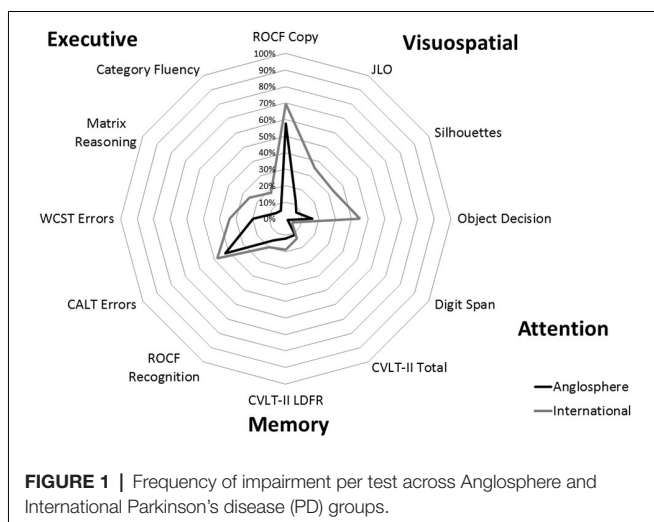 Executive
ROCF Copy
Visuospatial
Category Fluency
JLO
Matrix
Reasoning
Silhouettes
WCST Errors
Object Decision
CALT Errors
Digit Span
ROCF
Recognition
CVLT-II Total
CVLT-II LDFR
Attention
Memory
100%
90%
80%
70%
60%
50%
40%
30%
20%
10%
0%
Anglosphere
International
FIGURE 1 | Frequency of impairment per test across Anglosphere and
International Parkinson's disease (PD) groups.